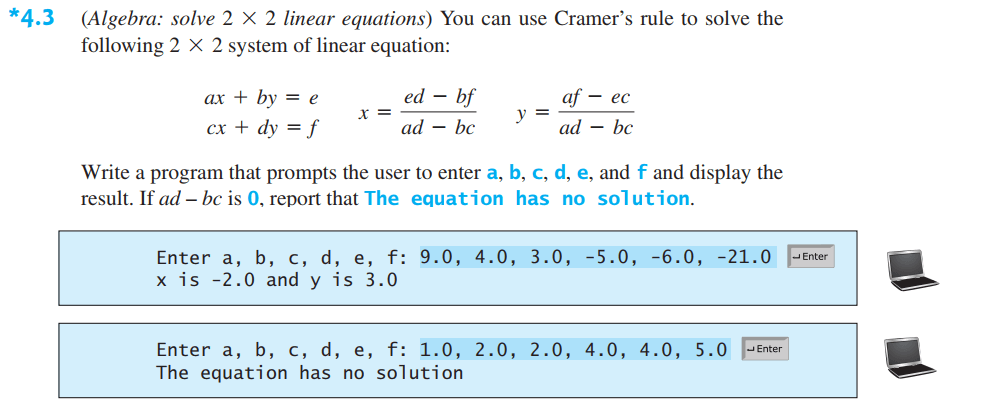 *4.3 (Algebra: solve 2 × 2 linear equations) You can use Cramer’s rule to solve the
following 2 × 2 system of linear equation:
ax + by = e
cx + dy = f
x = (ed − bf) / (ad − bc)
y = (af − ec) / (ad − bc)
Write a program that prompts the user to enter a, b, c, d, e, and f and display the
result. If ad – bc is 0, report that The equation has no solution.
Enter a, b, c, d, e, f: 9.0, 4.0, 3.0, -5.0, -6.0, -21.0 ↵Enter
x is -2.0 and y is 3.0
Enter a, b, c, d, e, f: 1.0, 2.0, 2.0, 4.0, 4.0, 5.0 ↵Enter
The equation has no solution